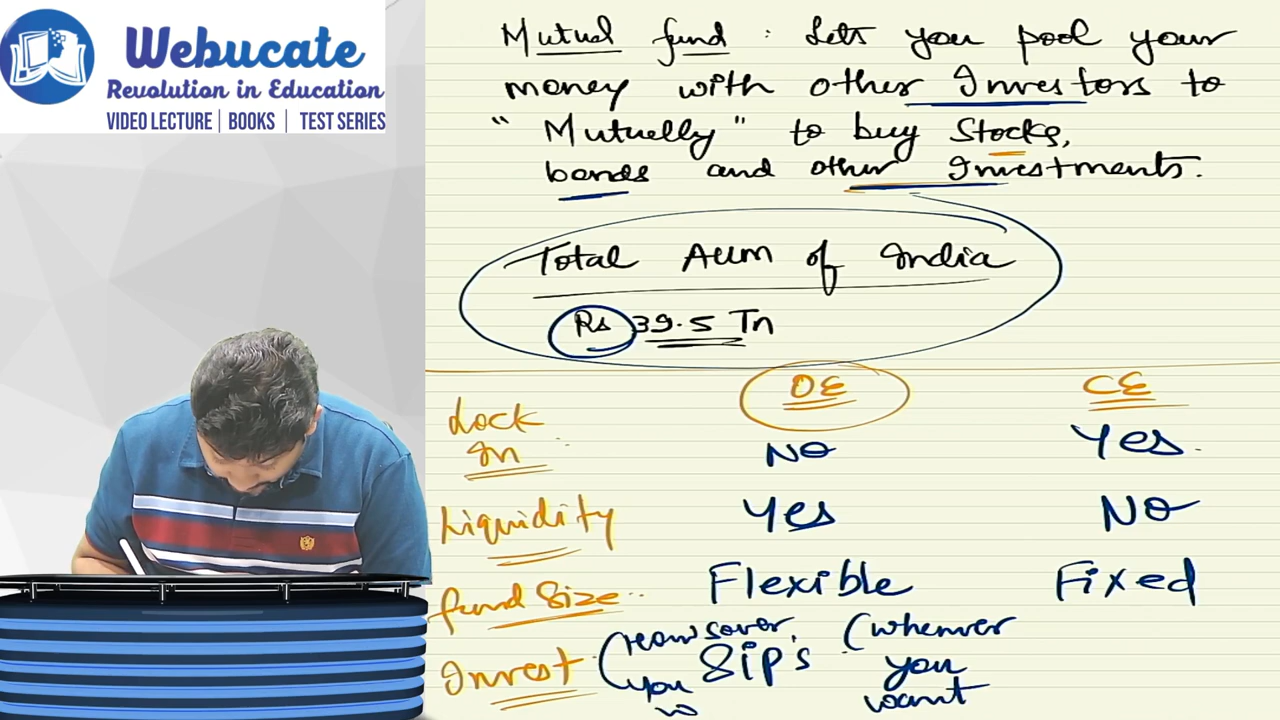 Webucate
Revolution in Education
VIDEO LECTURE | BOOKS | TEST SERIES
Mutual fund : Lets you pool your
money with other Investors to
"Mutually" to buy Stocks,
bonds and other Investments.
Total AUM of India
Rs 39.5 Tn
OE CE
Lock In NO Yes.
Liquidity Yes NO
Fund Size Flexible Fixed
Invest ( you SIP's (whenever
you
want